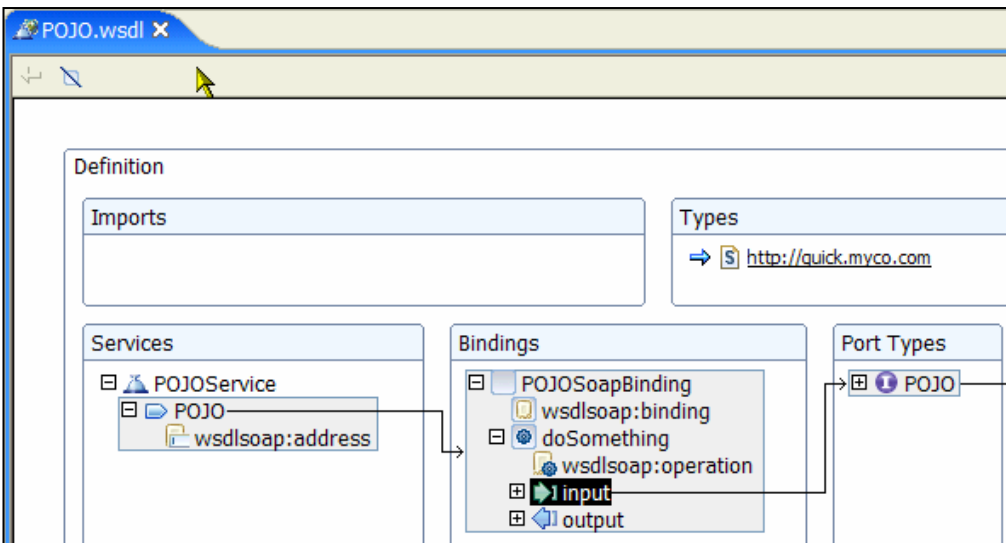 POJO.wsdl
Definition
Imports
Types
S http://quick.myco.com
Services
Bindings
Port Types
POJOService
POJO
wsdlsoap:address
POJOSoapBinding
wsdlsoap:binding
doSomething
wsdlsoap:operation
input
output
I POJO